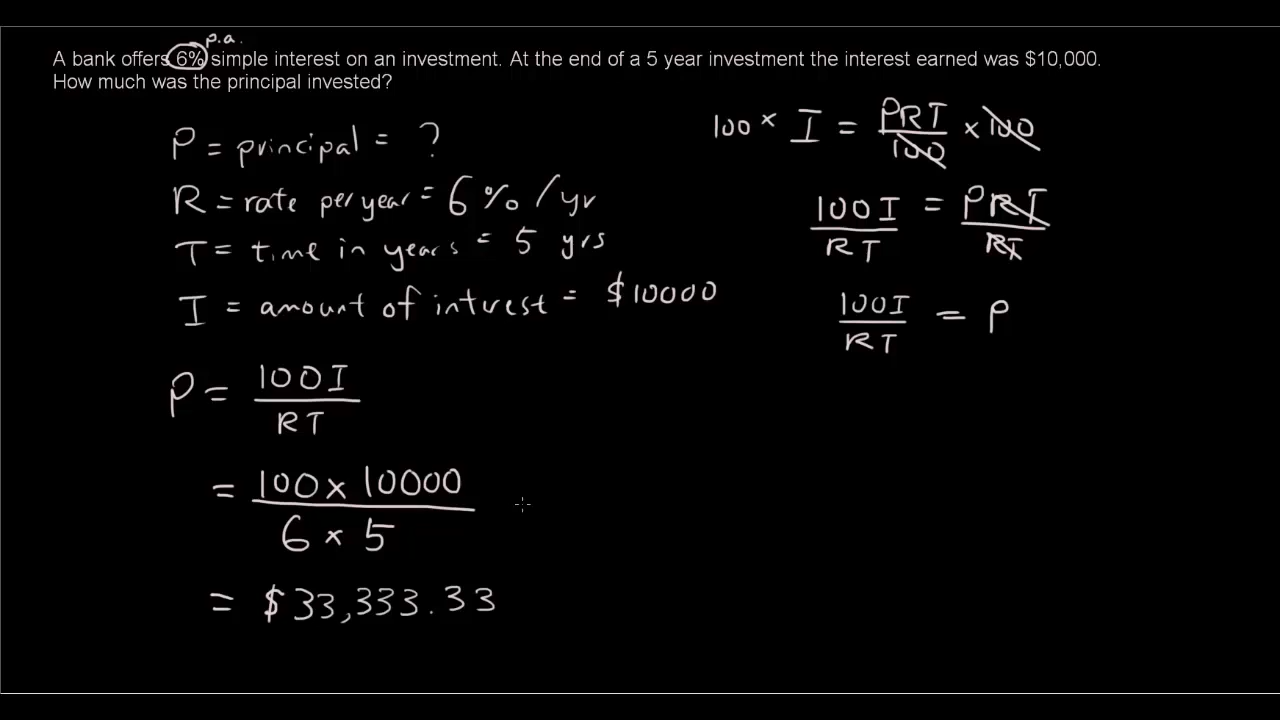 p.a.
A bank offers 6% simple interest on an investment. At the end of a 5 year investment the interest earned was $10,000.
How much was the principal invested?
P = principal = ?
R = rate per year = 6 % / yr
T = time in years = 5 yrs
I = amount of intrest = $10000
P = 100I / RT
= 100 × 10000 / 6 × 5
= $33,333.33
100 × I = PRT / 100 × 100
100I / RT = PRT / RT
100I / RT = P